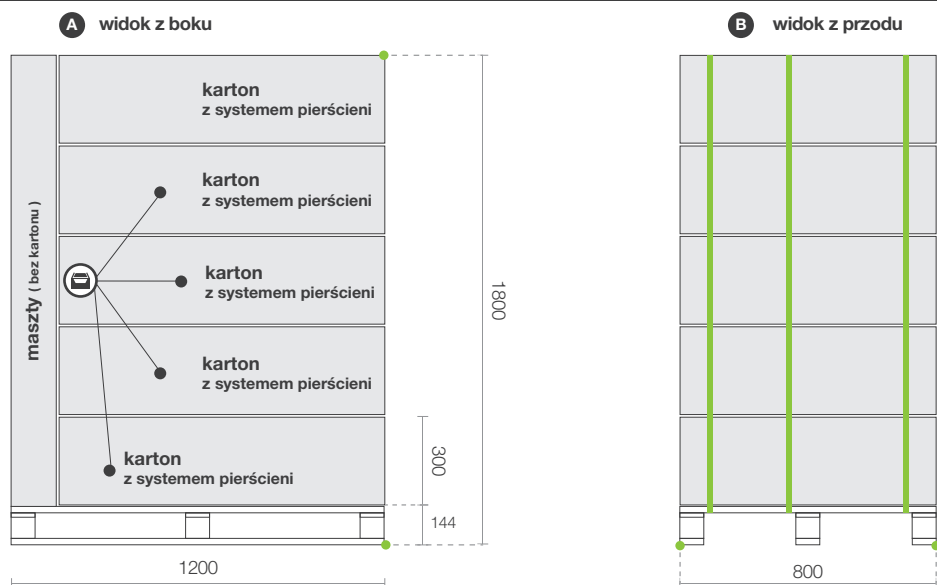 A widok z boku
karton
z systemem pierścieni
karton
z systemem pierścieni
karton
z systemem pierścieni
karton
z systemem pierścieni
karton
z systemem pierścieni
maszty ( bez kartonu )
1800
300
144
1200
B widok z przodu
800